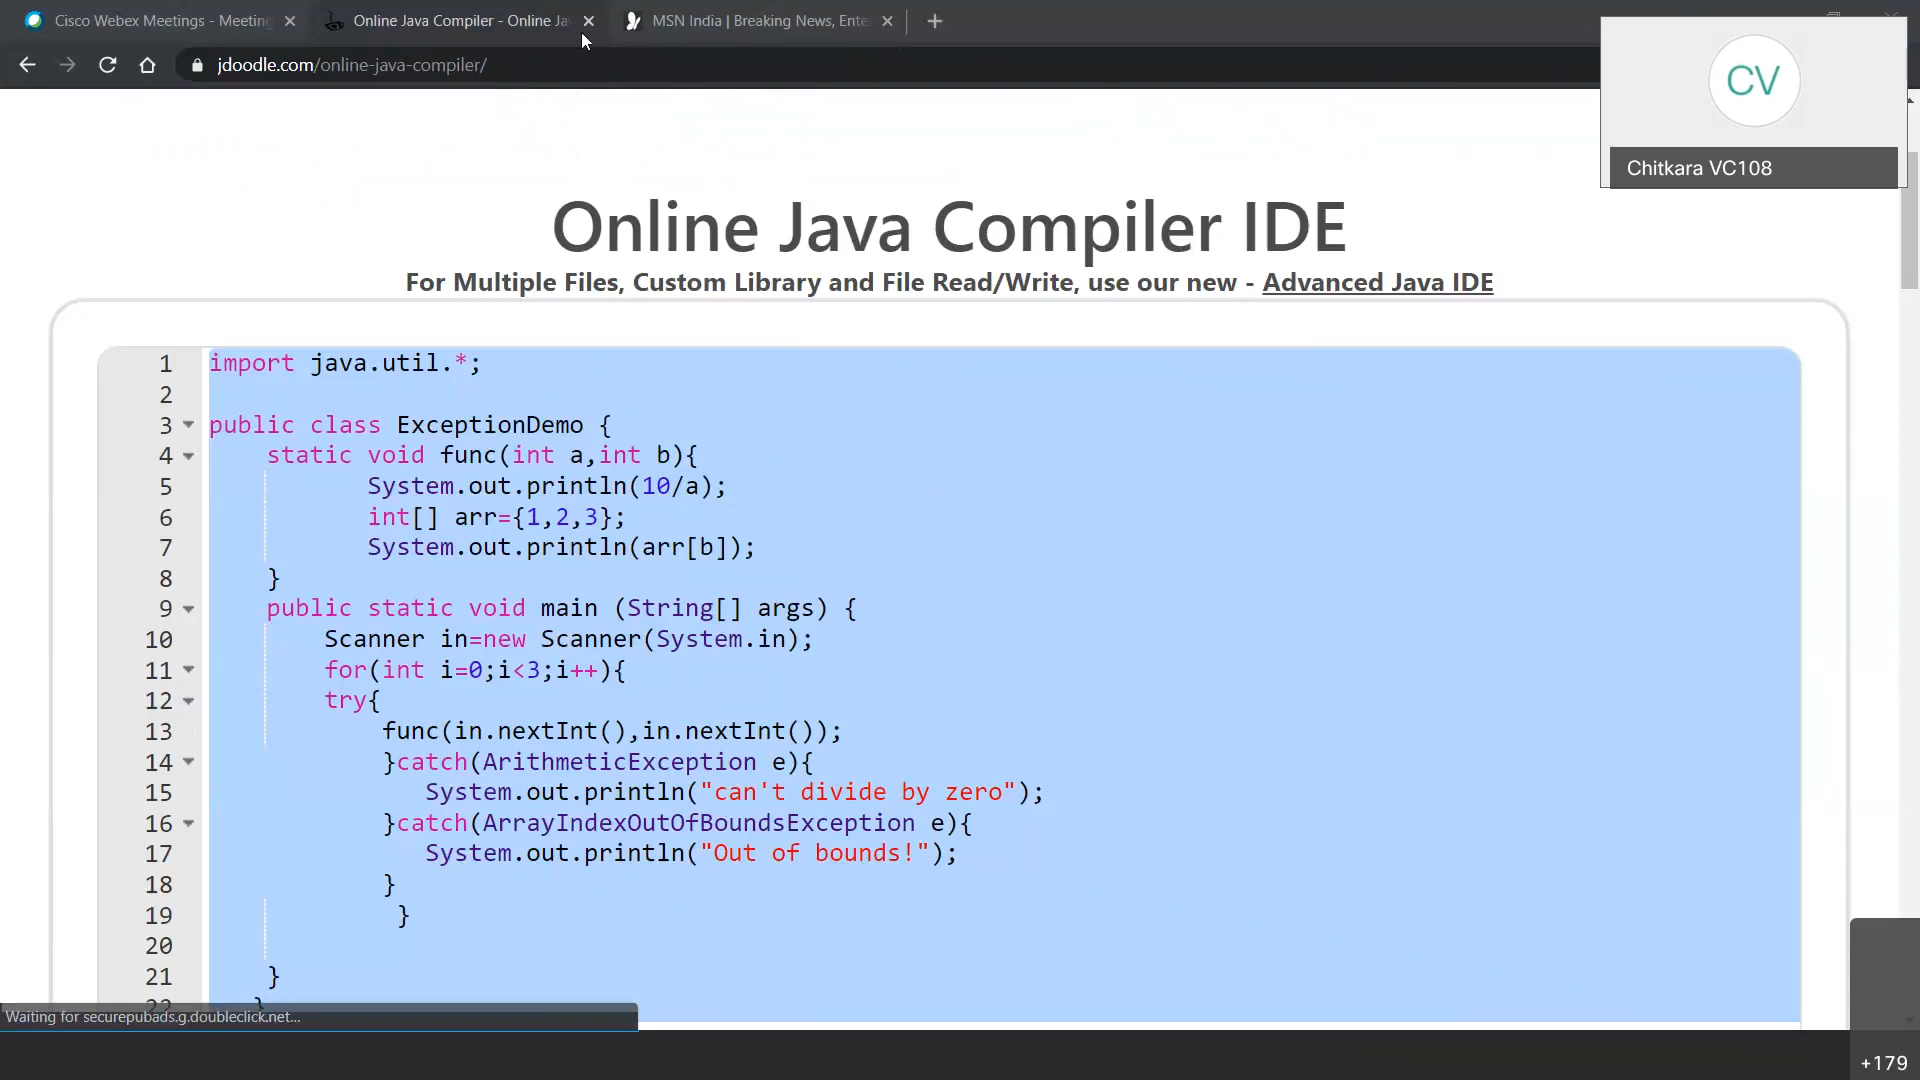 Cisco Webex Meetings - Meeting
Online Java Compiler - Online Ja
MSN India | Breaking News, Ente
jdoodle.com/online-java-compiler/
CV
Chitkara VC108
Online Java Compiler IDE
For Multiple Files, Custom Library and File Read/Write, use our new - Advanced Java IDE
1 import java.util.*;
2
3 public class ExceptionDemo {
4 static void func(int a,int b){
5 System.out.println(10/a);
6 int[] arr={1,2,3};
7 System.out.println(arr[b]);
8 }
9 public static void main (String[] args) {
10 Scanner in=new Scanner(System.in);
11 for(int i=0;i<3;i++){
12 try{
13 func(in.nextInt(),in.nextInt());
14 }catch(ArithmeticException e){
15 System.out.println("can't divide by zero");
16 }catch(ArrayIndexOutOfBoundsException e){
17 System.out.println("Out of bounds!");
18 }
19 }
20
21 }
22 }
Waiting for securepubads.g.doubleclick.net...
+179